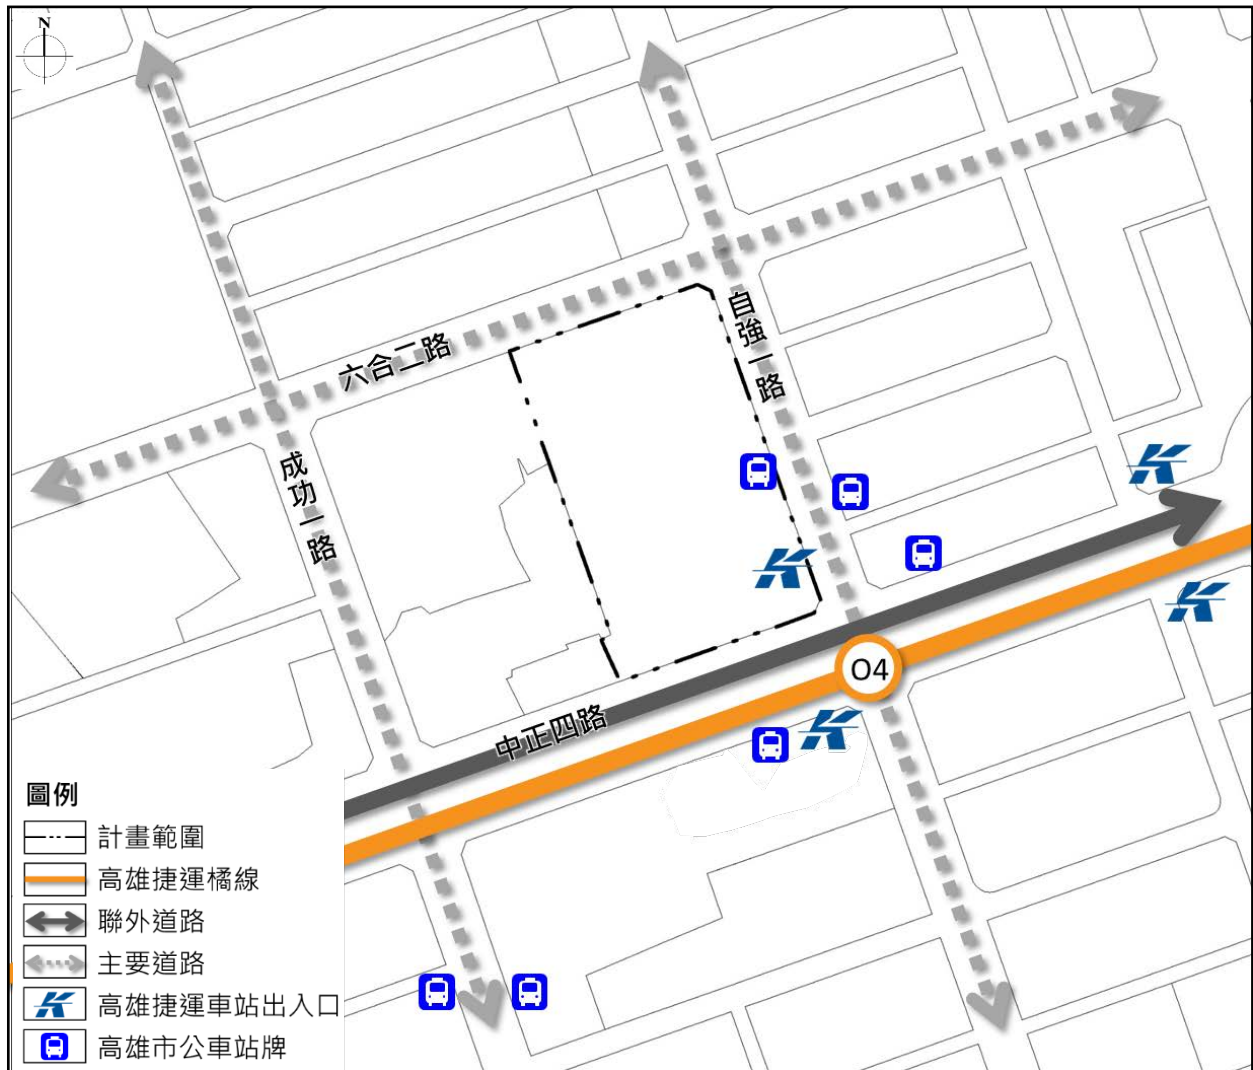 N
自強一路
六合二路
成功一路
O4
中正四路
圖例
計畫範圍
高雄捷運橘線
聯外道路
主要道路
高雄捷運車站出入口
高雄市公車站牌